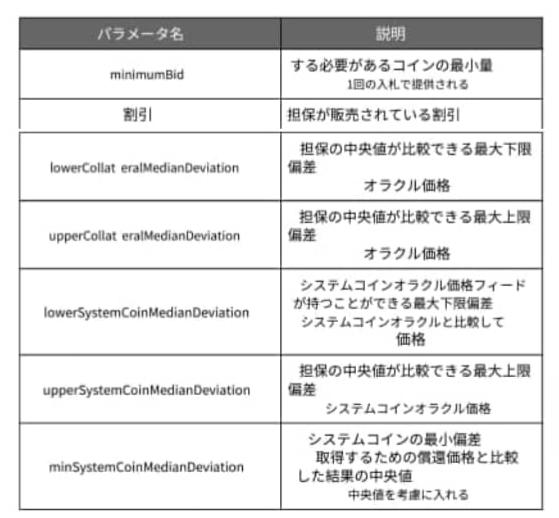 パラメータ名
説明
minimumBid
する必要があるコインの最小量
1回の入札で提供される
割引
担保が販売されている割引
lowerCollat eralMedianDeviation
担保の中央値が比較できる最大下限
偏差
オラクル価格
upperCollat eralMedianDeviation
担保の中央値が比較できる最大上限
偏差
オラクル価格
lowerSystemCoinMedianDeviation
システムコインオラクル価格フィード
が持つことができる最大下限偏差
システムコインオラクルと比較して
価格
upperSystemCoinMedianDeviation
担保の中央値が比較できる最大上限
偏差
システムコインオラクル価格
minSystemCoinMedianDeviation
システムコインの最小偏差
取得するための償還価格と比較
した結果の中央値
中央値を考慮に入れる